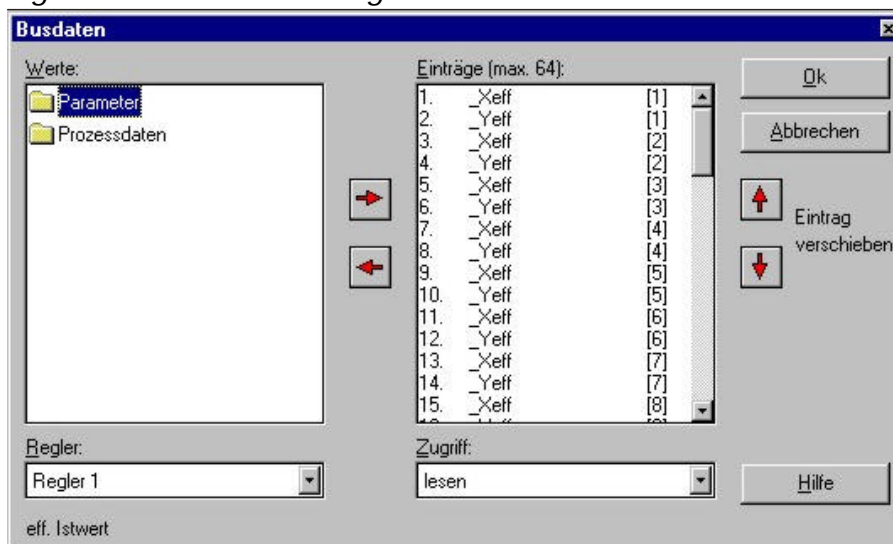 Busdaten
Werte:
Parameter
Prozessdaten
Einträge (max. 64):
1. _Xeff [1]
2. _Yeff [1]
3. _Xeff [2]
4. _Yeff [2]
5. _Xeff [3]
6. _Yeff [3]
7. _Xeff [4]
8. _Yeff [4]
9. _Xeff [5]
10. _Yeff [5]
11. _Xeff [6]
12. _Yeff [6]
13. _Xeff [7]
14. _Yeff [7]
15. _Xeff [8]
Ok
Abbrechen
Eintrag
verschieben
Regler:
Regler 1
Zugriff:
lesen
Hilfe
eff. Istwert